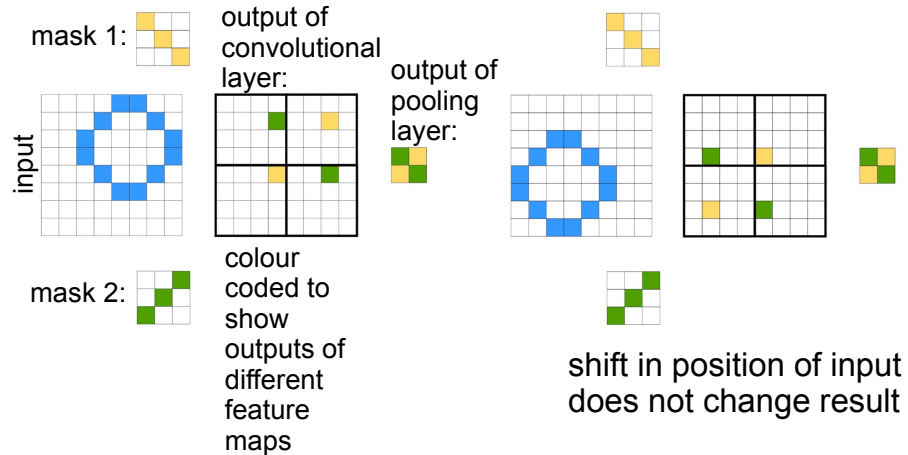 mask 1:
output of
convolutional
layer:
output of
pooling
layer:
input
mask 2:
colour
coded to
show
outputs of
different
feature
maps
shift in position of input
does not change result